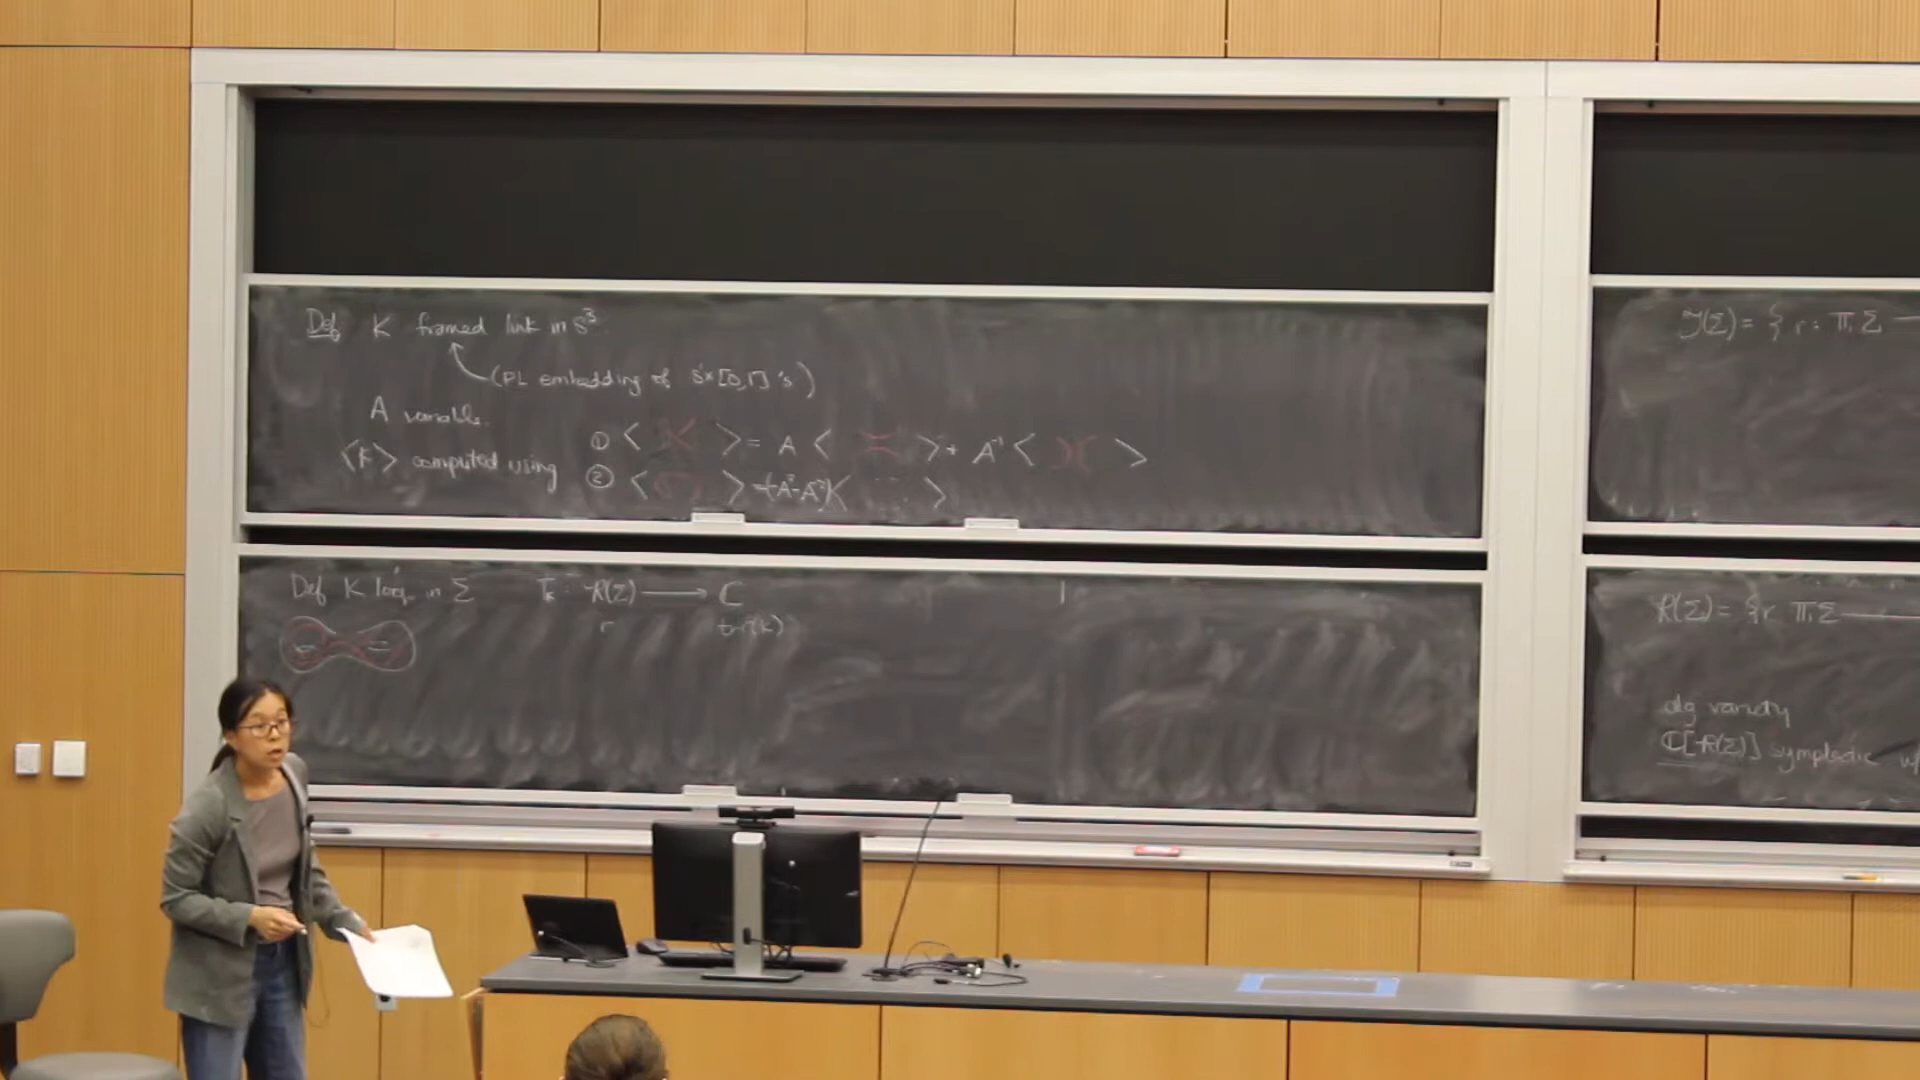 Def K framed link in S³
(PL embedding of S¹×[0,1]'s)
A variable.
<K> computed using
① < > = A < > + A⁻¹ < >
② < > = (-A²-A⁻²) < >
Def K loop in Σ T_K : R(Σ) ⟶ ℂ
r tr r(K)
T(Σ) = { r : π₁Σ —
R(Σ) = { r π₁Σ —
alg variety
ℂ[R(Σ)] symplectic w/